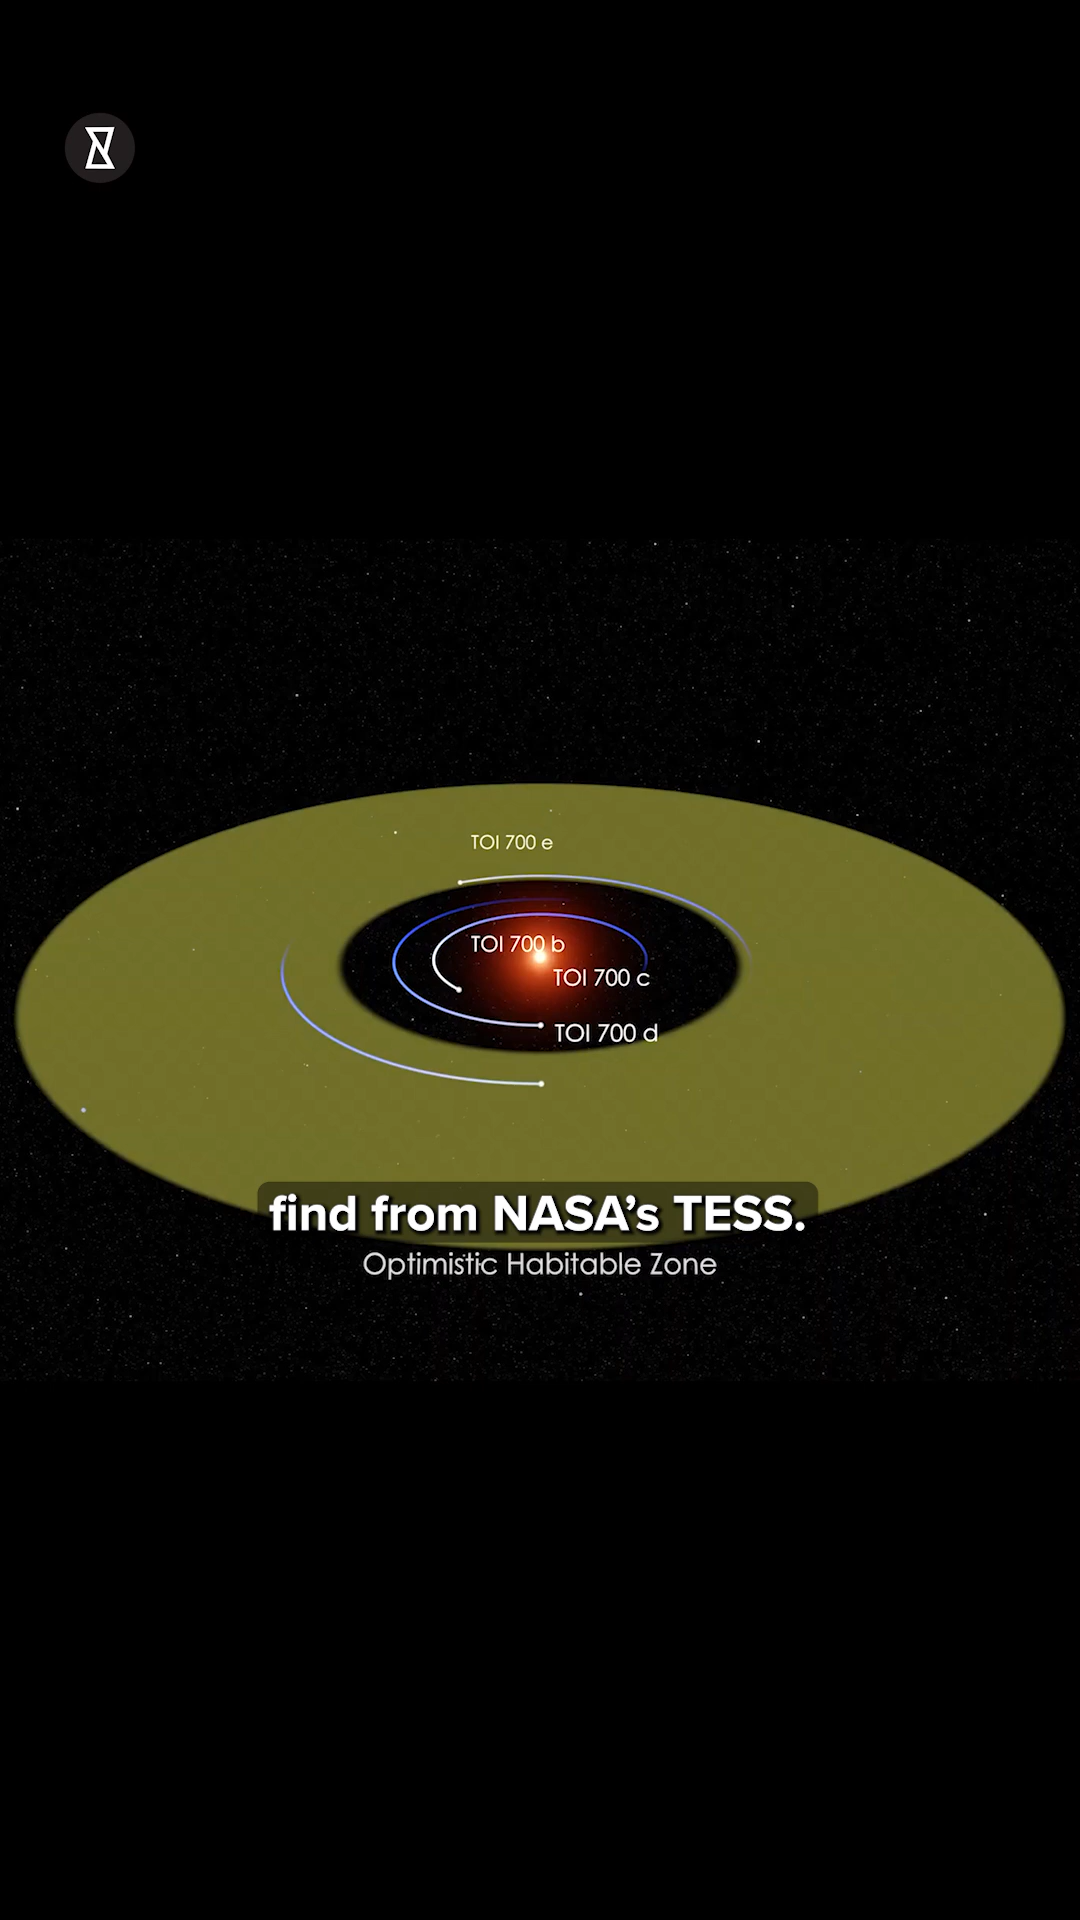 TOI 700 e
TOI 700 b
TOI 700 c
TOI 700 d
find from NASA’s TESS.
Optimistic Habitable Zone